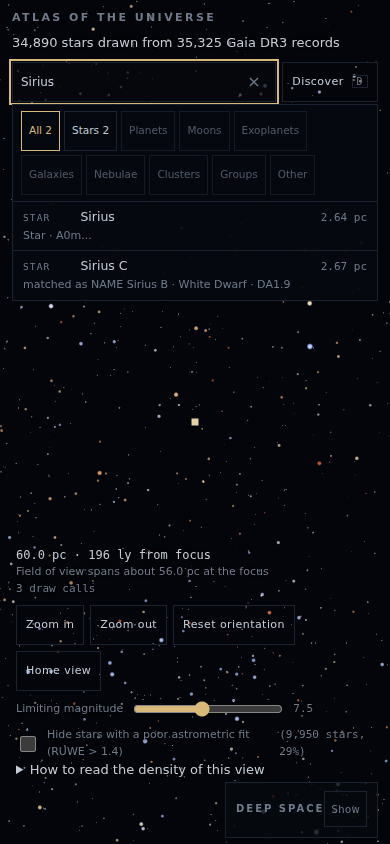 ATLAS OF THE UNIVERSE
34,890 stars drawn from 35,325 Gaia DR3 records
Sirius
Discover
All 2
Stars 2
Planets
Moons
Exoplanets
Galaxies
Nebulae
Clusters
Groups
Other
STAR Sirius 2.64 pc
Star · A0m…
STAR Sirius C 2.67 pc
matched as NAME Sirius B · White Dwarf · DA1.9
60.0 pc · 196 ly from focus
Field of view spans about 56.0 pc at the focus
3 draw calls
Zoom in
Zoom out
Reset orientation
Home view
Limiting magnitude 7.5
Hide stars with a poor astrometric fit (RUWE > 1.4)
(9,950 stars, 29%)
How to read the density of this view
DEEP SPACE Show